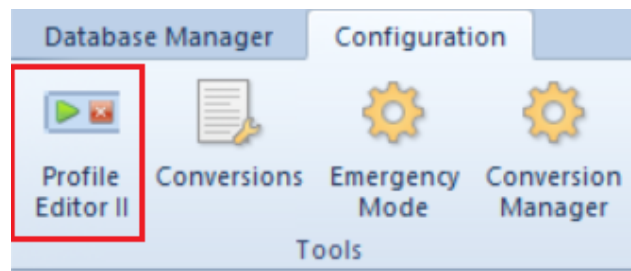 Database Manager Configuration
Profile Editor II Conversions Emergency Mode Conversion Manager
Tools